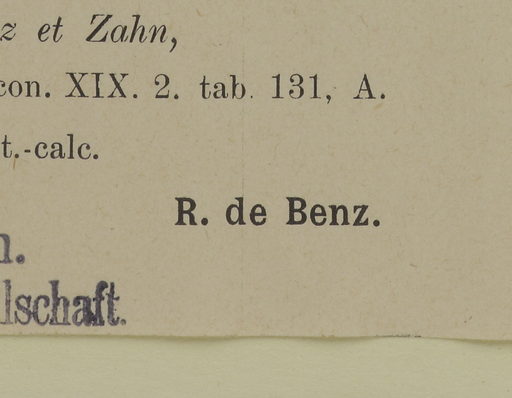 z et Zahn,
con. XIX. 2. tab. 131, A.
t.-calc.
R. de Benz.
n.
lschaft.